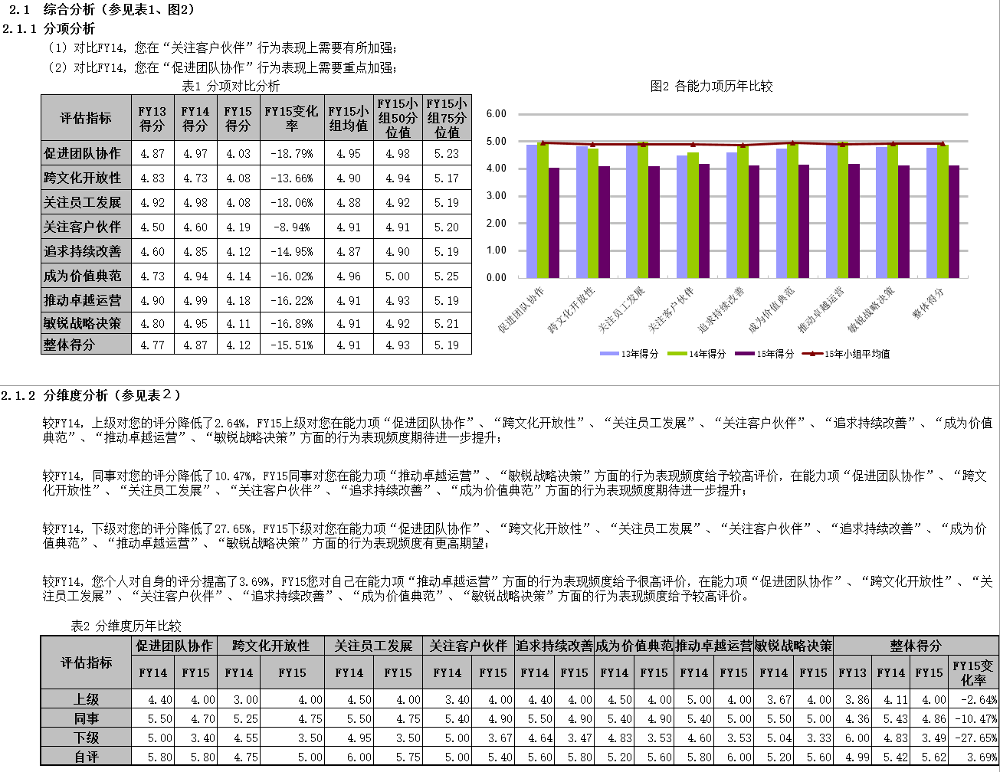 2.1 综合分析（参见表1、图2）
2.1.1 分项分析
（1）对比FY14，您在“关注客户伙伴”行为表现上需要有所加强；
（2）对比FY14，您在“促进团队协作”行为表现上需要重点加强；
表1 分项对比分析
评估指标 FY13得分 FY14得分 FY15得分 FY15变化率 FY15小组均值 FY15小组50分位值 FY15小组75分位值
促进团队协作 4.87 4.97 4.03 -18.79% 4.95 4.98 5.23
跨文化开放性 4.83 4.73 4.08 -13.66% 4.90 4.94 5.17
关注员工发展 4.92 4.98 4.08 -18.06% 4.88 4.92 5.19
关注客户伙伴 4.50 4.60 4.19 -8.94% 4.91 4.91 5.20
追求持续改善 4.60 4.85 4.12 -14.95% 4.87 4.90 5.19
成为价值典范 4.73 4.94 4.14 -16.02% 4.96 5.00 5.25
推动卓越运营 4.90 4.99 4.18 -16.22% 4.91 4.93 5.19
敏锐战略决策 4.80 4.95 4.11 -16.89% 4.91 4.92 5.21
整体得分 4.77 4.87 4.12 -15.51% 4.91 4.93 5.19
图2 各能力项历年比较
6.00
5.00
4.00
3.00
2.00
1.00
0.00
促进团队协作 跨文化开放性 关注员工发展 关注客户伙伴 追求持续改善 成为价值典范 推动卓越运营 敏锐战略决策 整体得分
13年得分 14年得分 15年得分 15年小组平均值
2.1.2 分维度分析（参见表２）
较FY14，上级对您的评分降低了2.64%，FY15上级对您在能力项“促进团队协作”、“跨文化开放性”、“关注员工发展”、“关注客户伙伴”、“追求持续改善”、“成为价值
典范”、“推动卓越运营”、“敏锐战略决策”方面的行为表现频度期待进一步提升；
较FY14，同事对您的评分降低了10.47%，FY15同事对您在能力项“推动卓越运营”、“敏锐战略决策”方面的行为表现频度给予较高评价，在能力项“促进团队协作”、“跨文
化开放性”、“关注员工发展”、“关注客户伙伴”、“追求持续改善”、“成为价值典范”方面的行为表现频度期待进一步提升；
较FY14，下级对您的评分降低了27.65%，FY15下级对您在能力项“促进团队协作”、“跨文化开放性”、“关注员工发展”、“关注客户伙伴”、“追求持续改善”、“成为价
值典范”、“推动卓越运营”、“敏锐战略决策”方面的行为表现频度有更高期望；
较FY14，您个人对自身的评分提高了3.69%，FY15您对自己在能力项“推动卓越运营”方面的行为表现频度给予很高评价，在能力项“促进团队协作”、“跨文化开放性”、“关
注员工发展”、“关注客户伙伴”、“追求持续改善”、“成为价值典范”、“敏锐战略决策”方面的行为表现频度给予较高评价。
表2 分维度历年比较
评估指标 促进团队协作 跨文化开放性 关注员工发展 关注客户伙伴 追求持续改善 成为价值典范 推动卓越运营 敏锐战略决策 整体得分
FY14 FY15 FY14 FY15 FY14 FY15 FY14 FY15 FY14 FY15 FY14 FY15 FY14 FY15 FY14 FY15 FY13 FY14 FY15 FY15变化率
上级 4.40 4.00 3.00 4.00 4.50 4.00 3.40 4.00 4.40 4.00 4.50 4.00 5.00 4.00 3.67 4.00 3.86 4.11 4.00 -2.64%
同事 5.50 4.70 5.25 4.75 5.50 4.75 5.40 4.90 5.50 4.90 5.40 4.90 5.40 5.00 5.50 5.00 4.36 5.43 4.86 -10.47%
下级 5.00 3.40 4.55 3.50 4.95 3.50 5.00 3.67 4.64 3.47 4.83 3.53 4.60 3.53 5.04 3.33 6.00 4.83 3.49 -27.65%
自评 5.80 5.80 4.75 5.00 6.00 5.75 5.00 5.40 5.60 5.80 5.20 5.60 5.80 6.00 5.20 5.60 4.99 5.42 5.62 3.69%